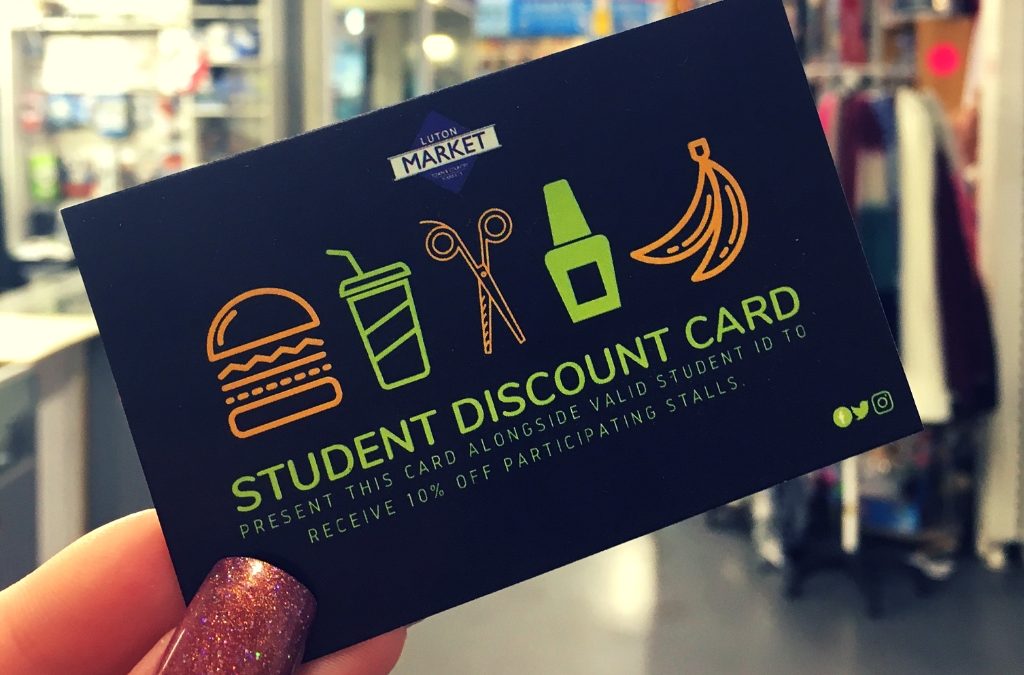 LUTON
MARKET
STUDENT DISCOUNT CARD
PRESENT THIS CARD ALONGSIDE VALID STUDENT ID TO
RECEIVE 10% OFF PARTICIPATING STALLS.